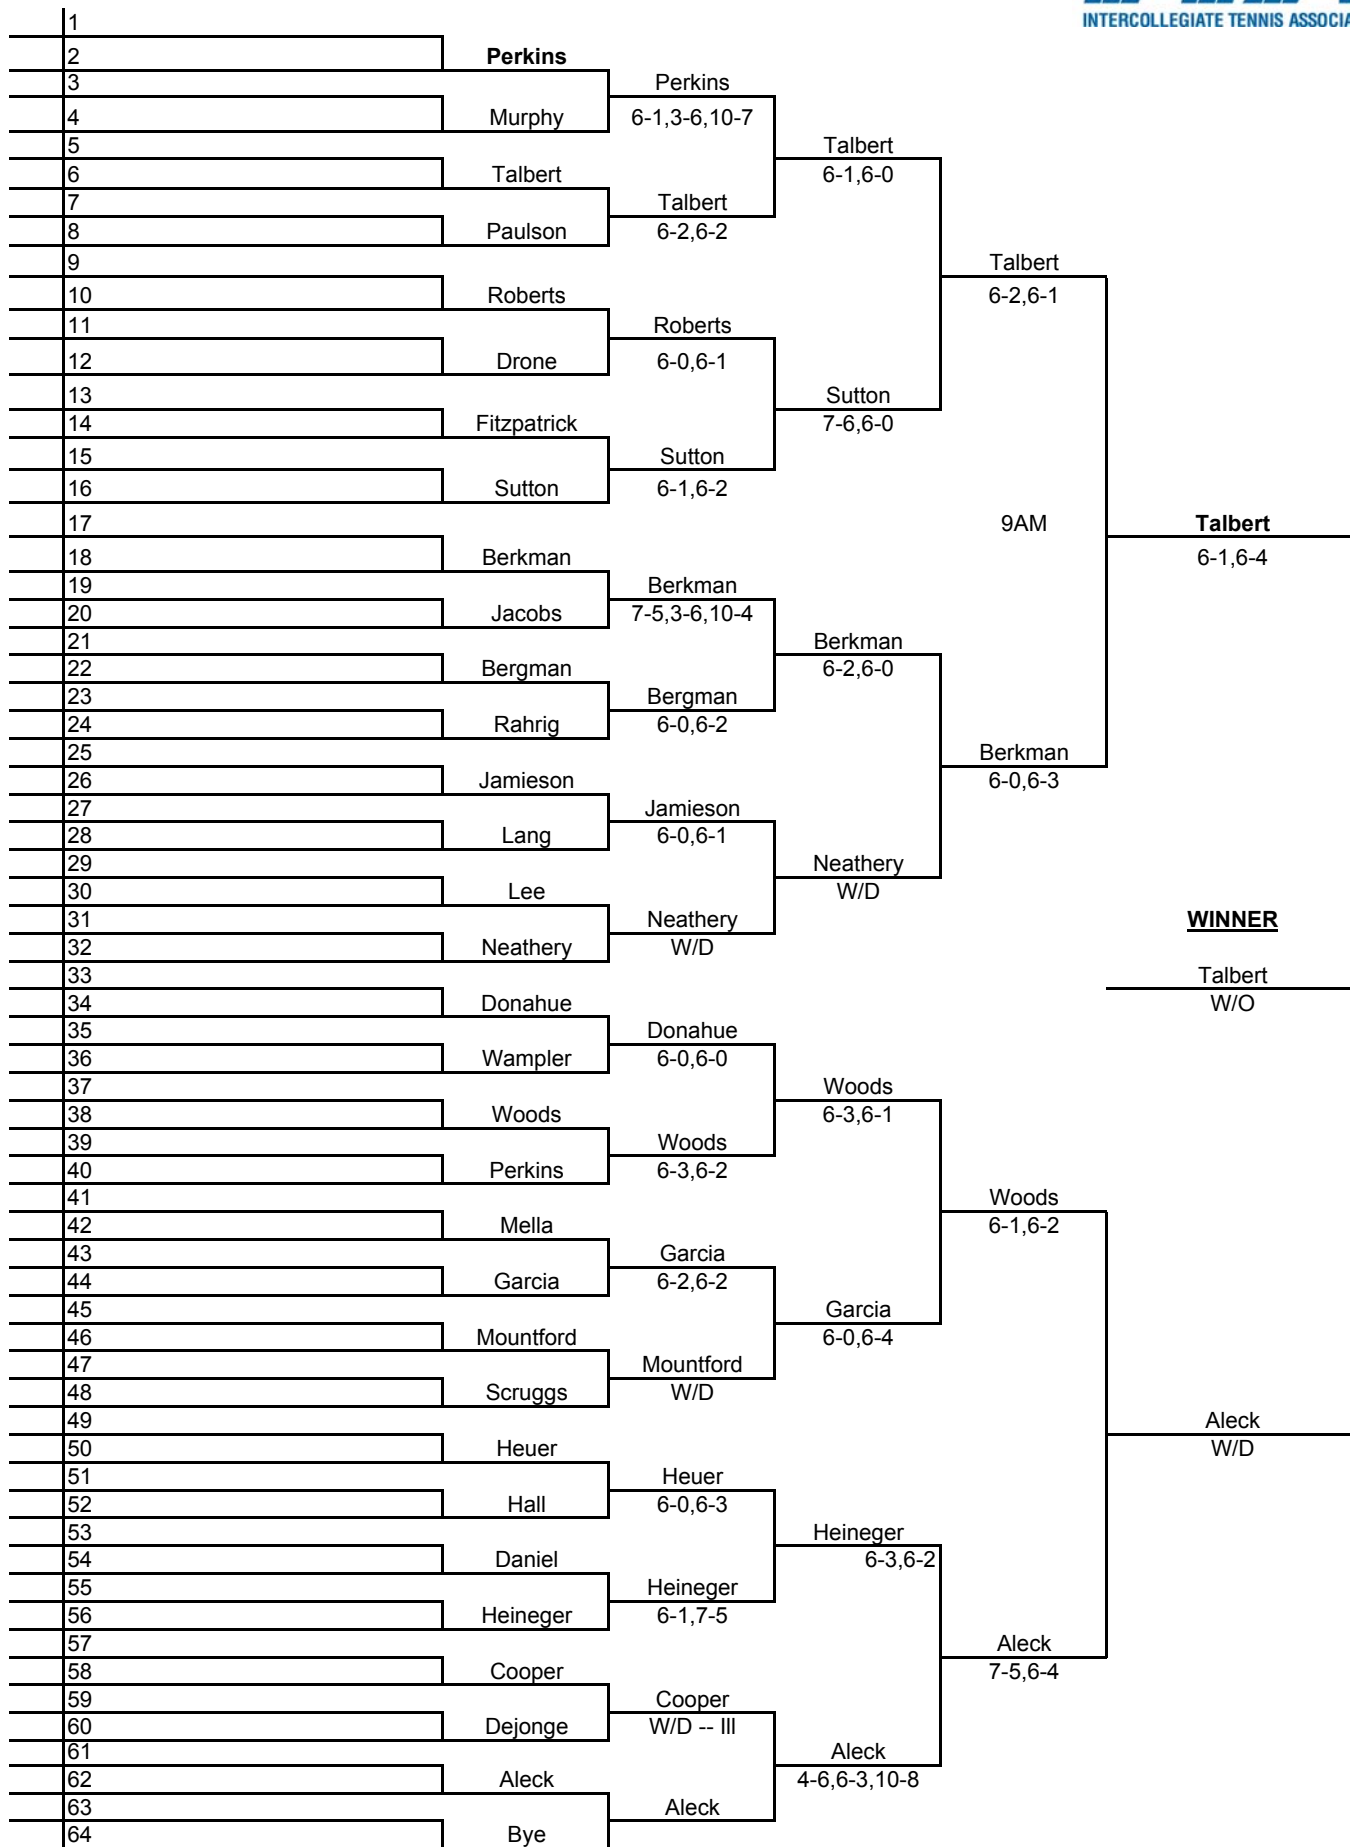 INTERCOLLEGIATE TENNIS ASSOCIA
1
2 Perkins
3 Perkins
4 Murphy 6-1,3-6,10-7
5 Talbert
6 Talbert 6-1,6-0
7 Talbert
8 Paulson 6-2,6-2
9 Talbert
10 Roberts 6-2,6-1
11 Roberts
12 Drone 6-0,6-1
13 Sutton
14 Fitzpatrick 7-6,6-0
15 Sutton
16 Sutton 6-1,6-2
17 9AM Talbert
18 Berkman 6-1,6-4
19 Berkman
20 Jacobs 7-5,3-6,10-4
21 Berkman
22 Bergman 6-2,6-0
23 Bergman
24 Rahrig 6-0,6-2
25 Berkman
26 Jamieson 6-0,6-3
27 Jamieson
28 Lang 6-0,6-1
29 Neathery
30 Lee W/D
31 Neathery WINNER
32 Neathery W/D
33 Talbert
34 Donahue W/O
35 Donahue
36 Wampler 6-0,6-0
37 Woods
38 Woods 6-3,6-1
39 Woods
40 Perkins 6-3,6-2
41 Woods
42 Mella 6-1,6-2
43 Garcia
44 Garcia 6-2,6-2
45 Garcia
46 Mountford 6-0,6-4
47 Mountford
48 Scruggs W/D
49 Aleck
50 Heuer W/D
51 Heuer
52 Hall 6-0,6-3
53 Heineger
54 Daniel 6-3,6-2
55 Heineger
56 Heineger 6-1,7-5
57 Aleck
58 Cooper 7-5,6-4
59 Cooper
60 Dejonge W/D -- Ill
61 Aleck
62 Aleck 4-6,6-3,10-8
63 Aleck
64 Bye